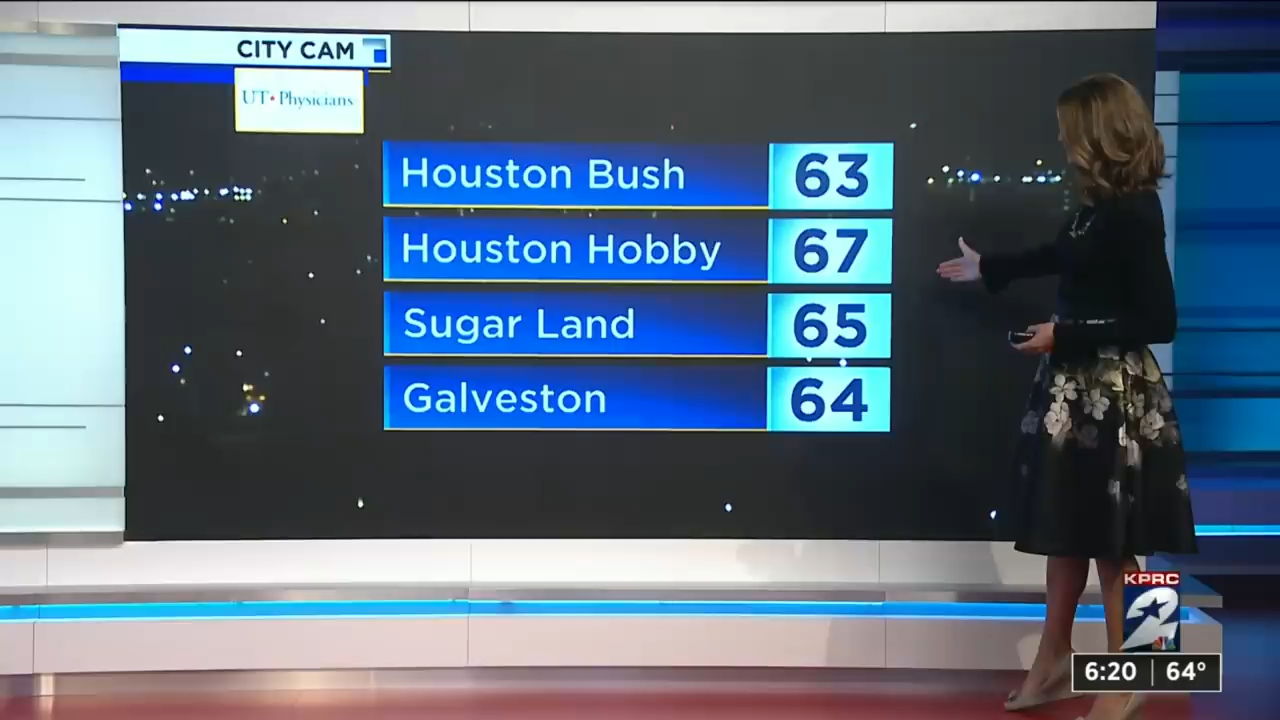 CITY CAM
UT Physicians
Houston Bush 63
Houston Hobby 67
Sugar Land 65
Galveston 64
KPRC
2
6:20 64°